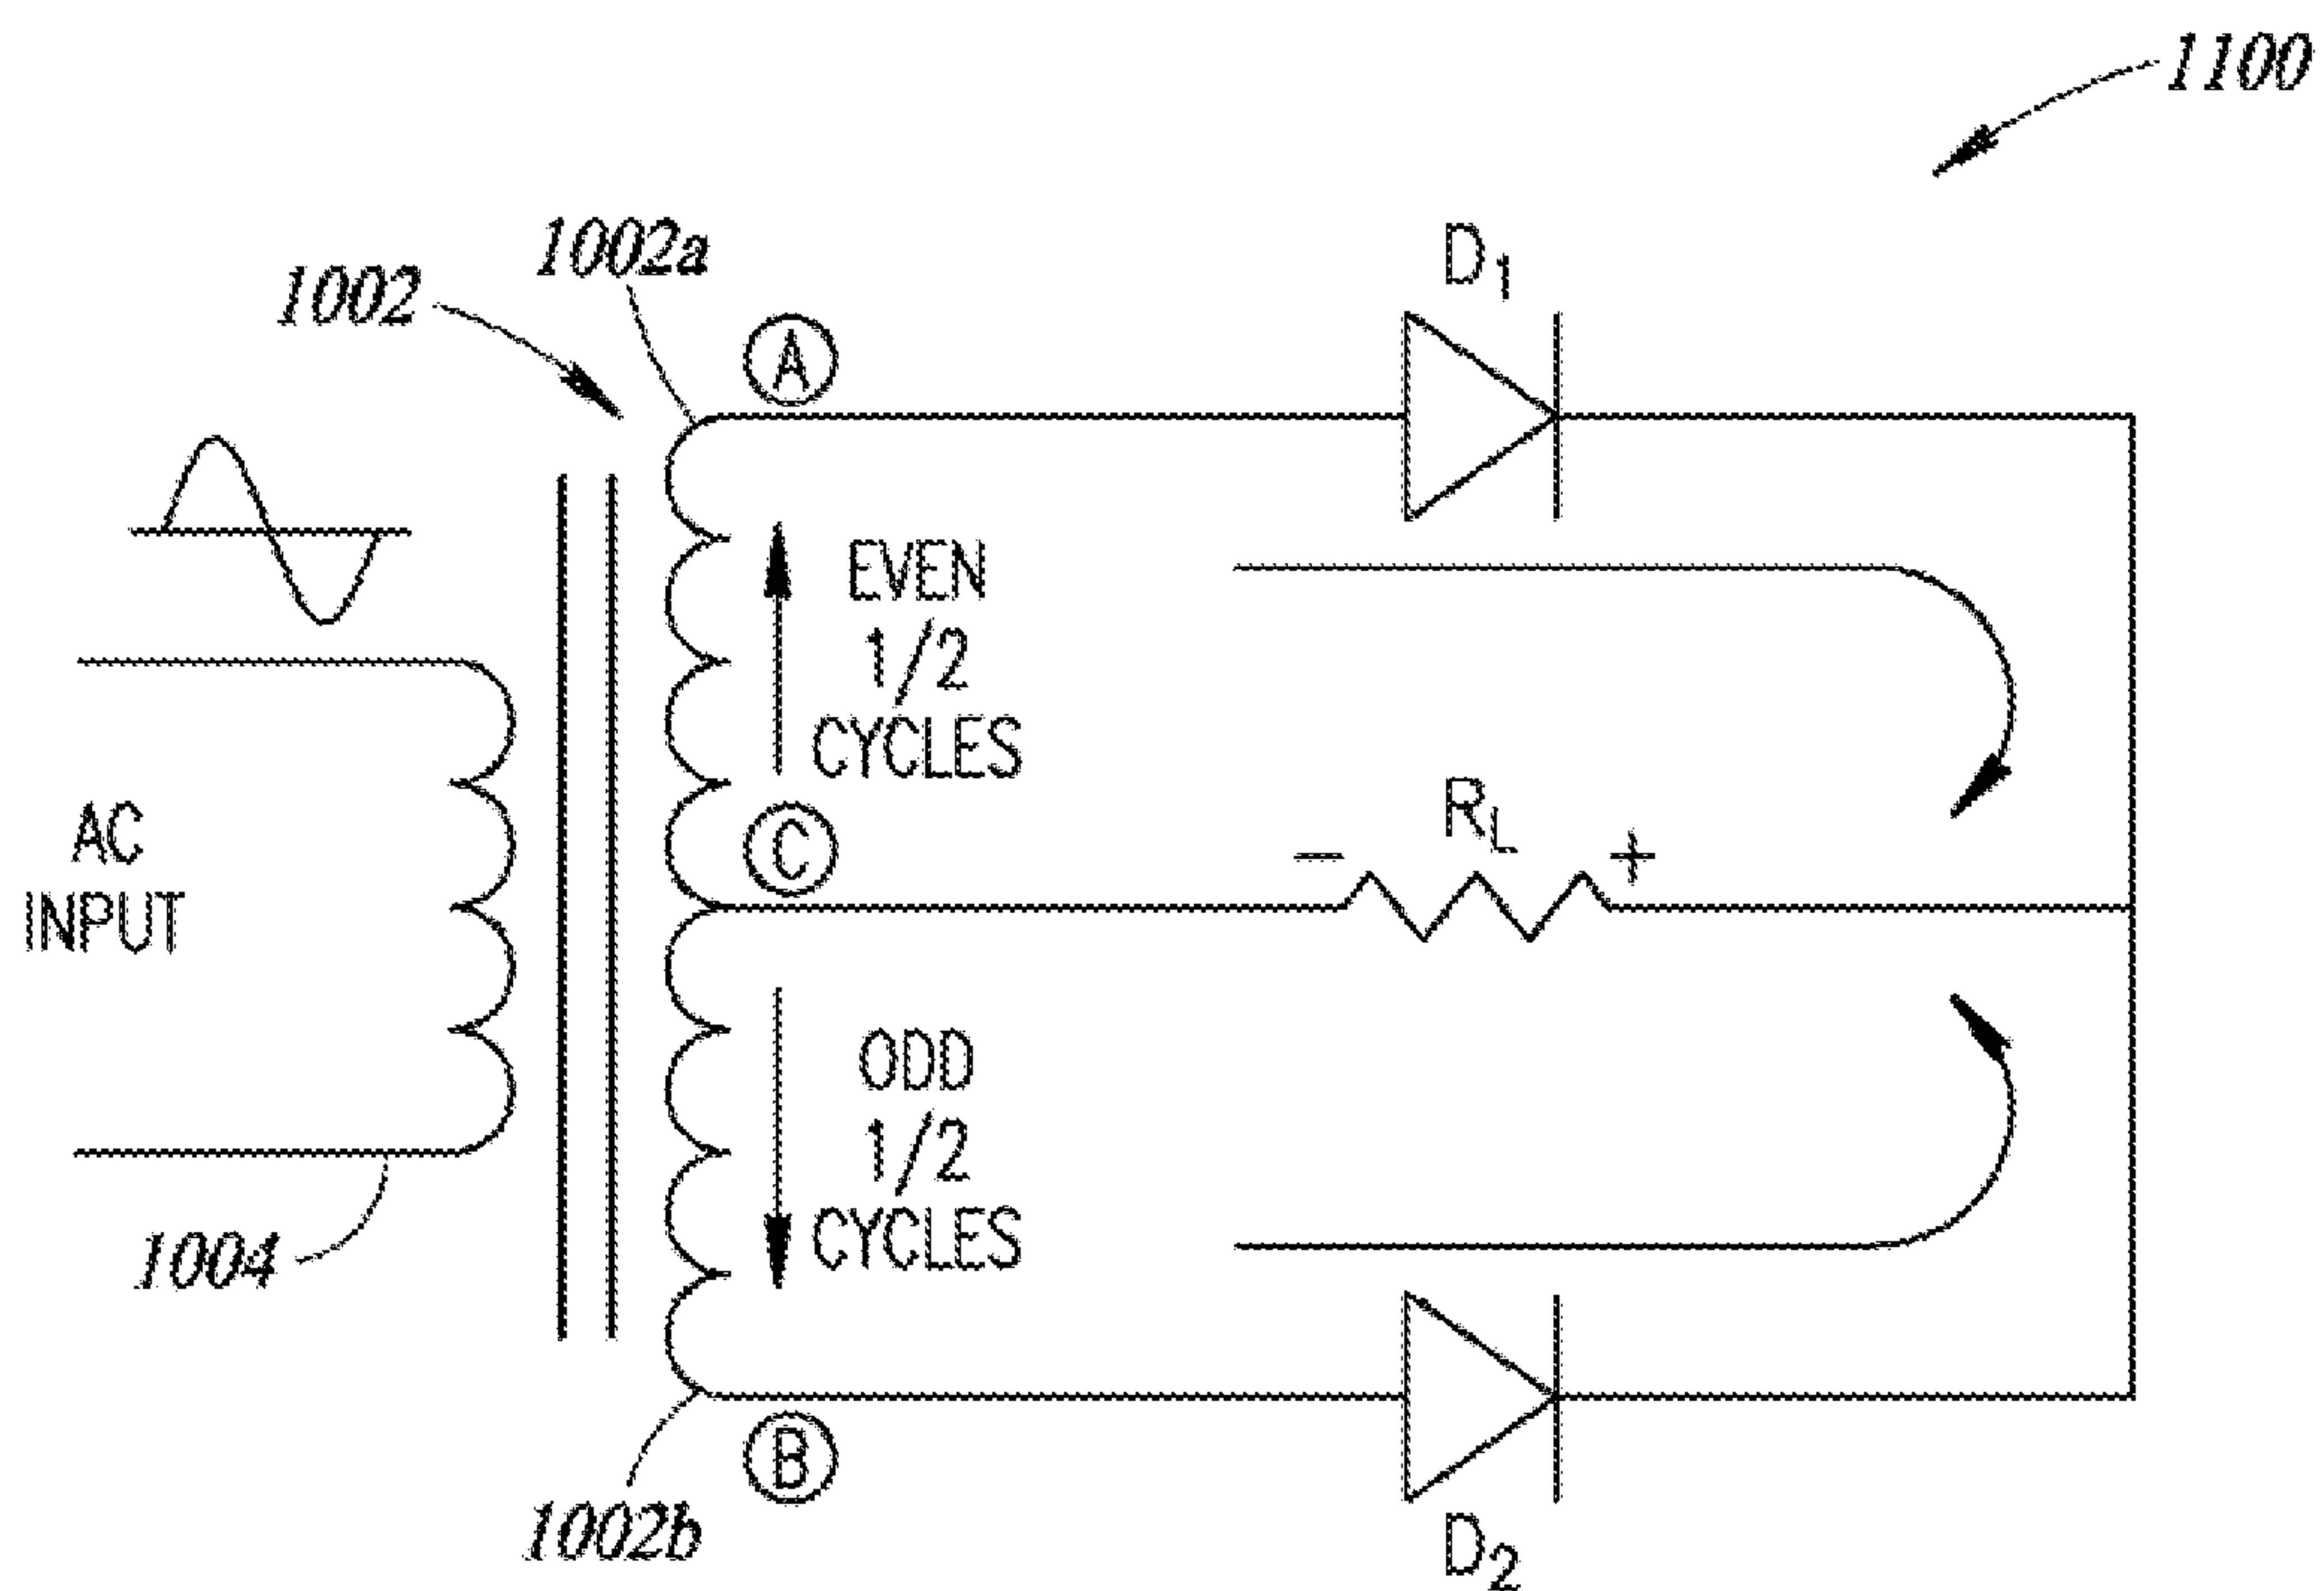 1100
1002a
1002
D1
A
EVEN
1/2
CYCLES
AC
INPUT
C
RL
−
+
ODD
1/2
CYCLES
1004
B
1002b
D2